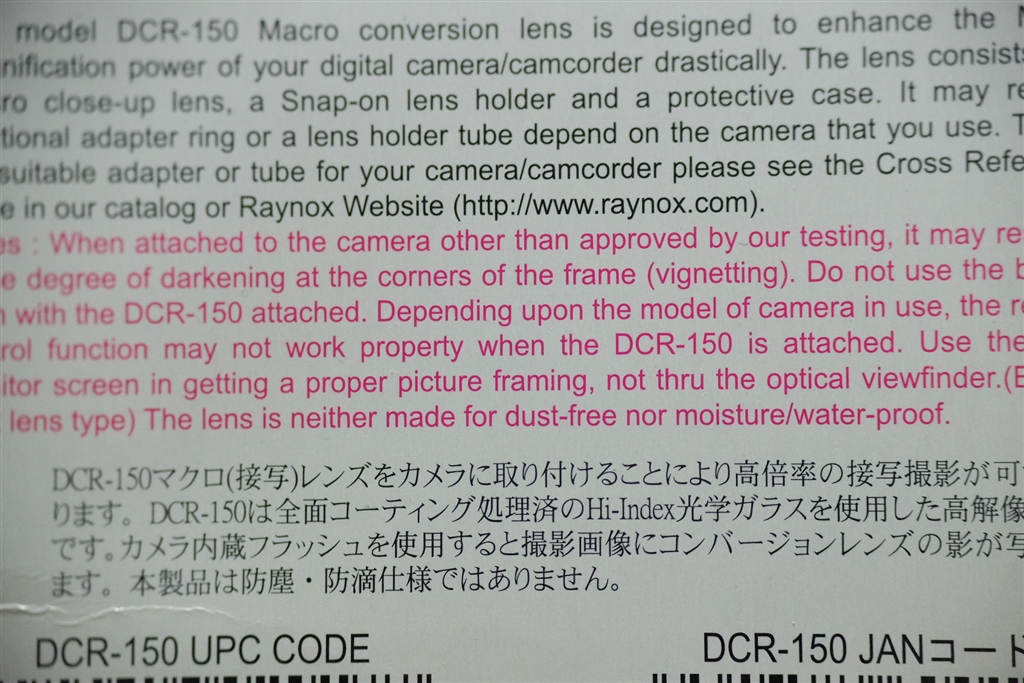 model DCR-150 Macro conversion lens is designed to enhance the
nification power of your digital camera/camcorder drastically. The lens consists
ro close-up lens, a Snap-on lens holder and a protective case. It may re
tional adapter ring or a lens holder tube depend on the camera that you use. T
suitable adapter or tube for your camera/camcorder please see the Cross Refe
e in our catalog or Raynox Website (http://www.raynox.com).
es : When attached to the camera other than approved by our testing, it may re
e degree of darkening at the corners of the frame (vignetting). Do not use the b
with the DCR-150 attached. Depending upon the model of camera in use, the re
rol function may not work property when the DCR-150 is attached. Use the
itor screen in getting a proper picture framing, not thru the optical viewfinder.(E
lens type) The lens is neither made for dust-free nor moisture/water-proof.
DCR-150マクロ(接写)レンズをカメラに取り付けることにより高倍率の接写撮影が可
ります。DCR-150は全面コーティング処理済のHi-Index光学ガラスを使用した高解像
です。カメラ内蔵フラッシュを使用すると撮影画像にコンバージョンレンズの影が写
ます。本製品は防塵・防滴仕様ではありません。
DCR-150 UPC CODE
DCR-150 JANコード